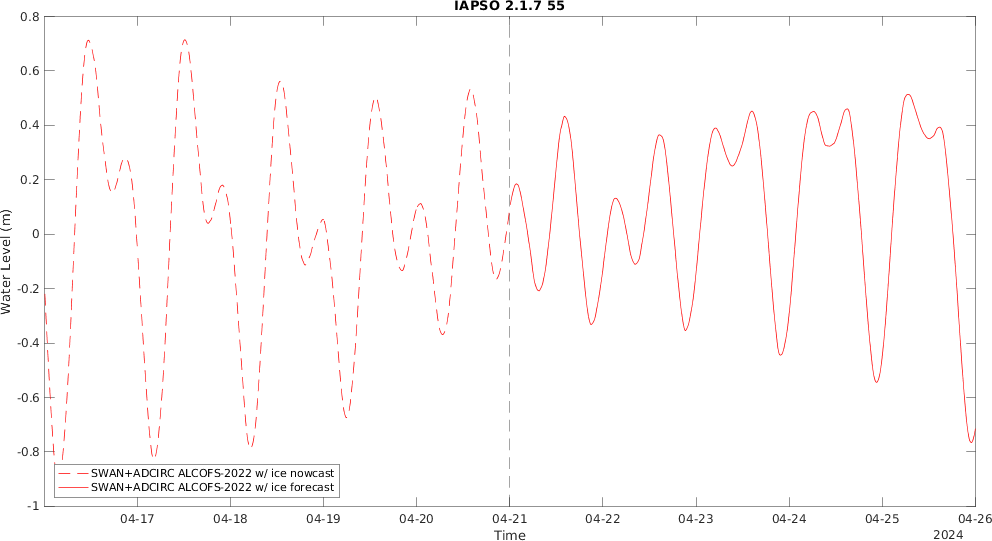 IAPSO 2.1.7 55
0.8
0.6
0.4
0.2
0
-0.2
-0.4
-0.6
-0.8
-1
Water Level (m)
SWAN+ADCIRC ALCOFS-2022 w/ ice nowcast
SWAN+ADCIRC ALCOFS-2022 w/ ice forecast
04-17 04-18 04-19 04-20 04-21 04-22 04-23 04-24 04-25 04-26
Time
2024